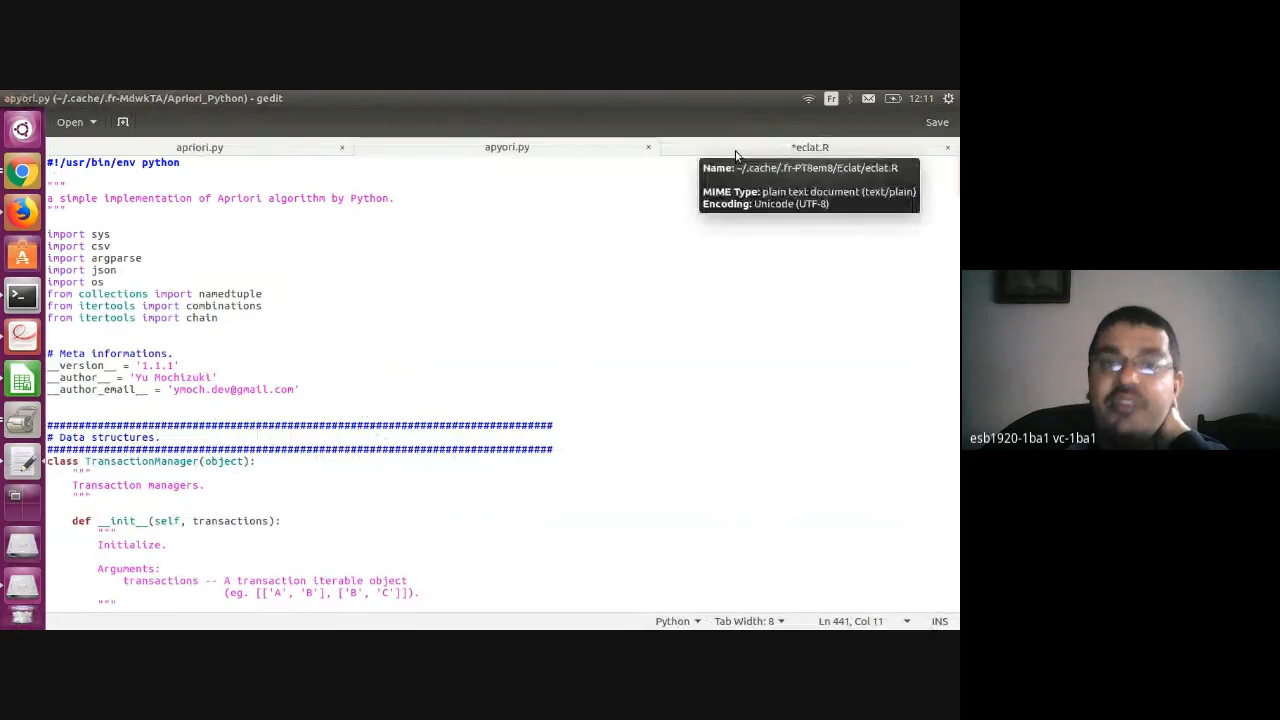 apyori.py (~/.cache/.fr-MdwkTA/Apriori_Python) - gedit
Fr
12:11
Open
Save
apriori.py
apyori.py
*eclat.R
Name: ~/.cache/.fr-PT8em8/Eclat/eclat.R
MIME Type: plain text document (text/plain)
Encoding: Unicode (UTF-8)
#!/usr/bin/env python
"""
a simple implementation of Apriori algorithm by Python.
"""
import sys
import csv
import argparse
import json
import os
from collections import namedtuple
from itertools import combinations
from itertools import chain
# Meta informations.
__version__ = '1.1.1'
__author__ = 'Yu Mochizuki'
__author_email__ = 'ymoch.dev@gmail.com'
################################################################################
# Data structures.
################################################################################
class TransactionManager(object):
"""
Transaction managers.
"""
def __init__(self, transactions):
"""
Initialize.
Arguments:
transactions -- A transaction iterable object
(eg. [['A', 'B'], ['B', 'C']]).
"""
Python
Tab Width: 8
Ln 441, Col 11
INS
esb1920-1ba1 vc-1ba1